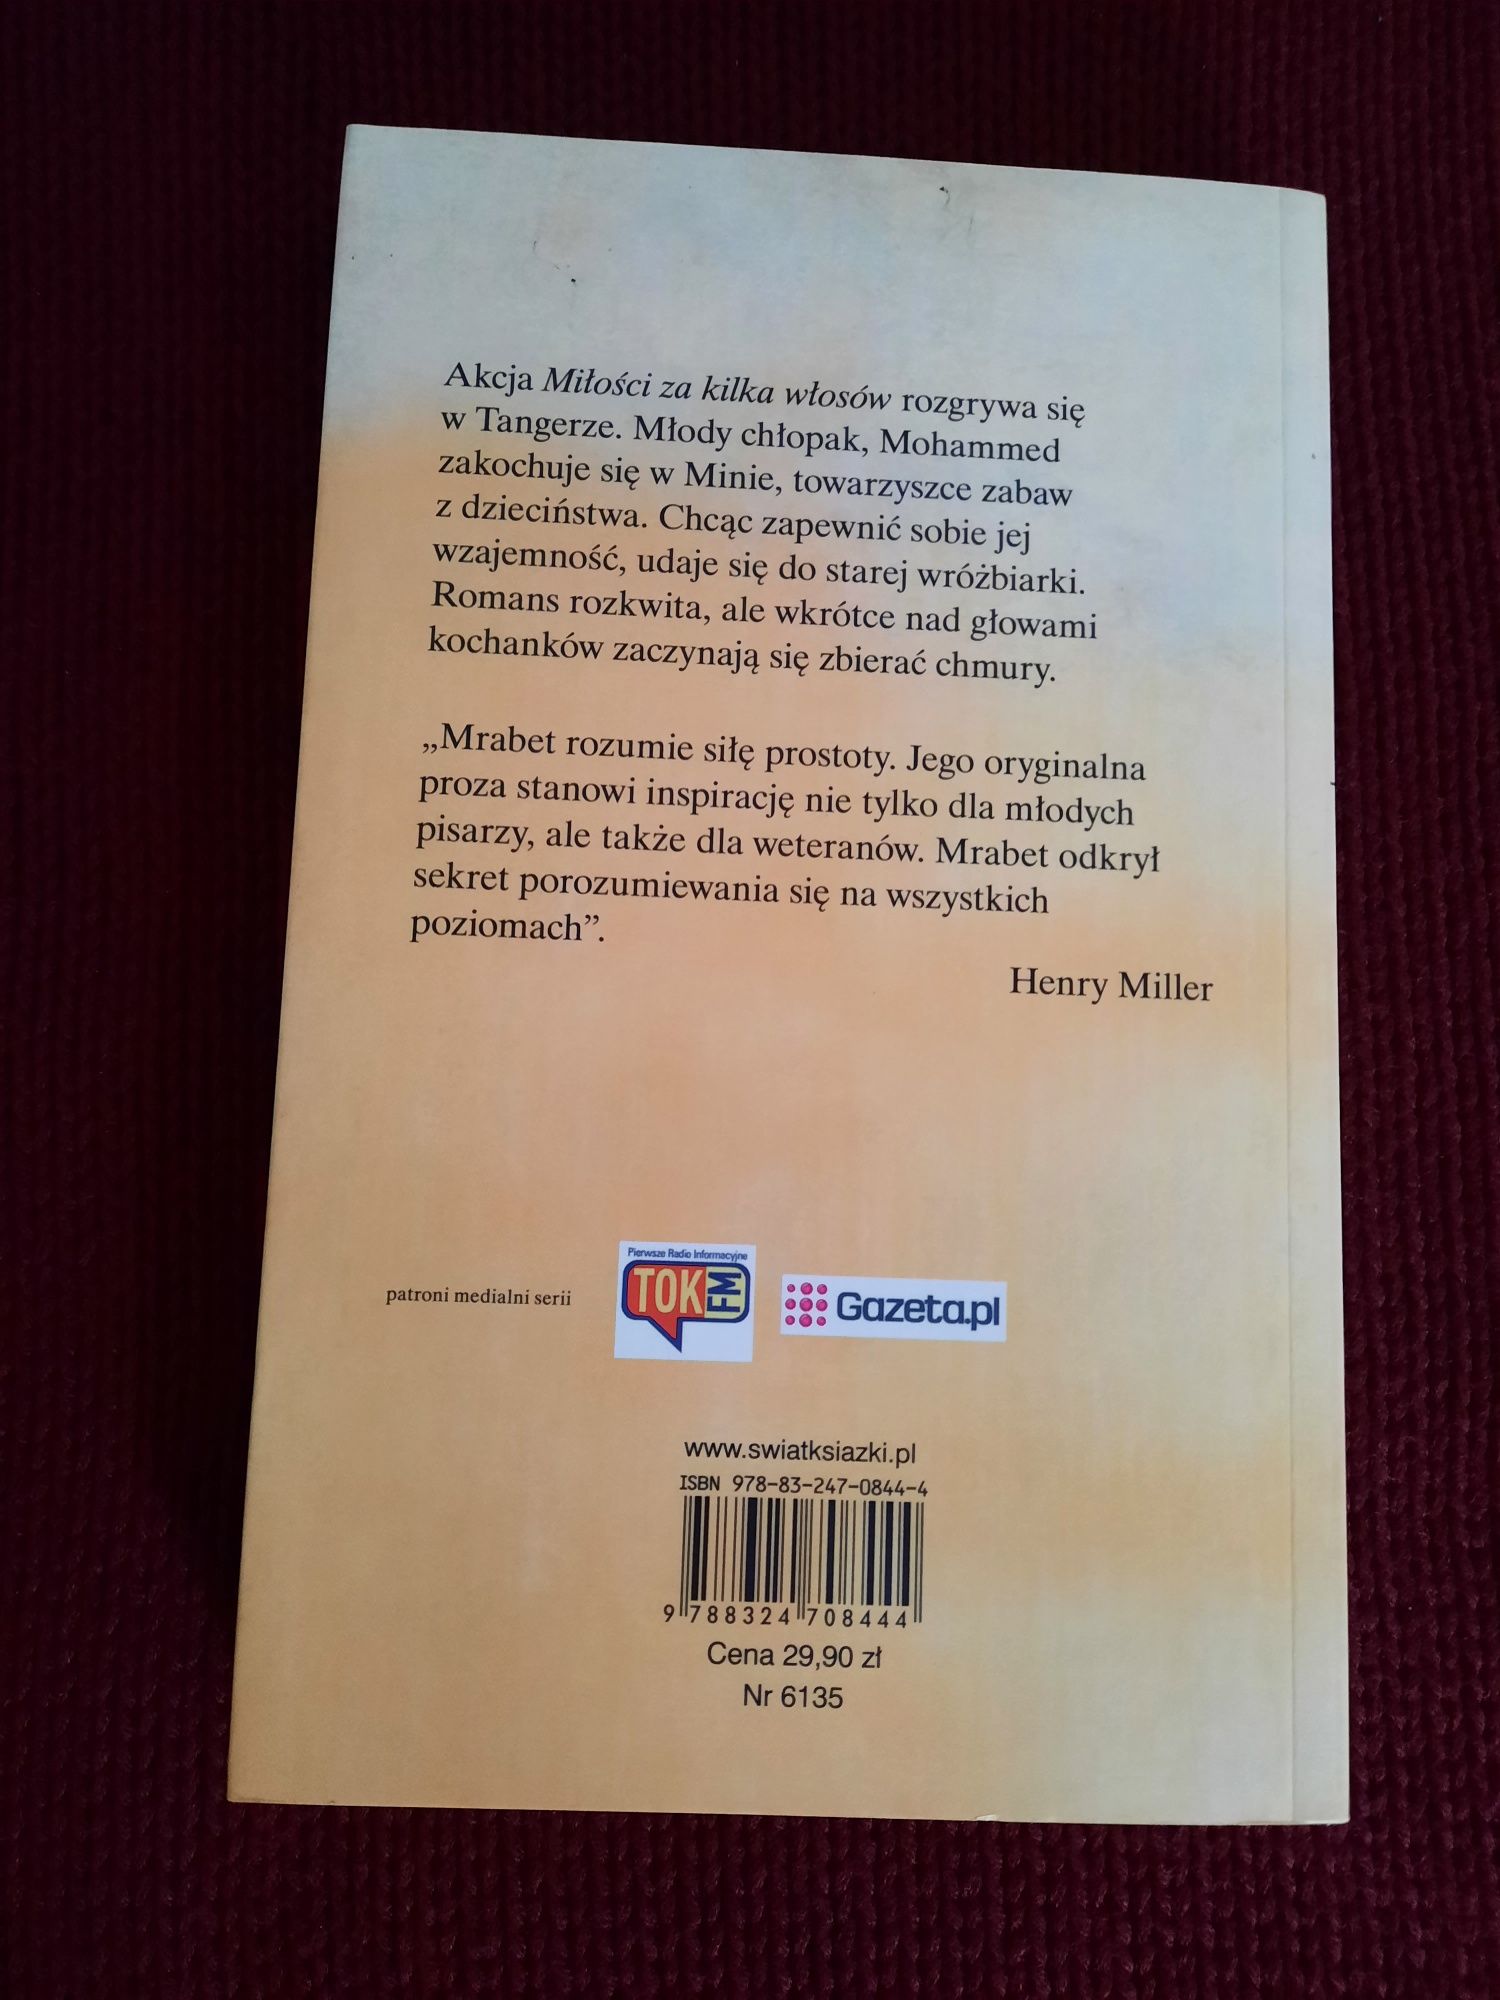 Akcja Miłości za kilka włosów rozgrywa się
w Tangerze. Młody chłopak, Mohammed
zakochuje się w Minie, towarzyszce zabaw
z dzieciństwa. Chcąc zapewnić sobie jej
wzajemność, udaje się do starej wróżbiarki.
Romans rozkwita, ale wkrótce nad głowami
kochanków zaczynają się zbierać chmury.
„Mrabet rozumie siłę prostoty. Jego oryginalna
proza stanowi inspirację nie tylko dla młodych
pisarzy, ale także dla weteranów. Mrabet odkrył
sekret porozumiewania się na wszystkich
poziomach”.
Henry Miller
patroni medialni serii
Pierwsze Radio Informacyjne
TOK FM
Gazeta.pl
www.swiatksiazki.pl
ISBN 978-83-247-0844-4
9 788324 708444
Cena 29,90 zł
Nr 6135